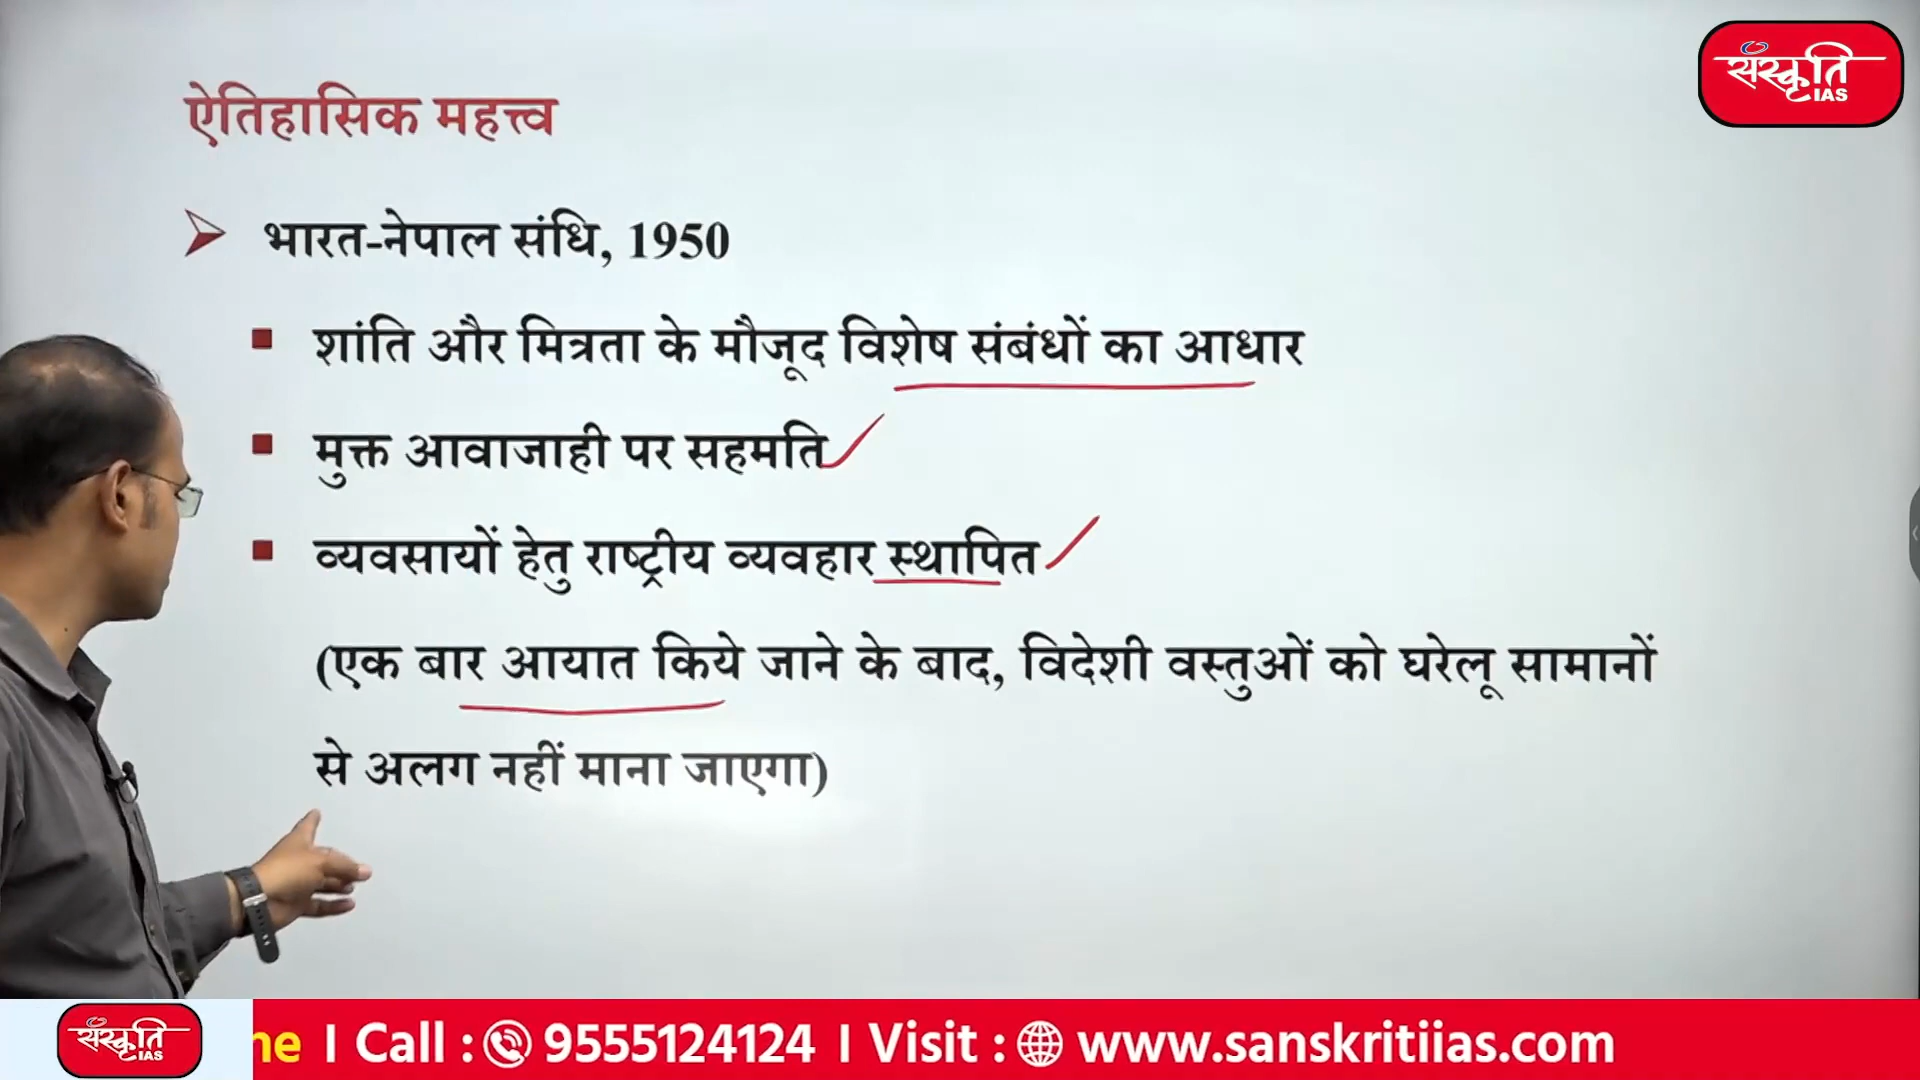 संस्कृति
IAS
ऐतिहासिक महत्त्व
भारत-नेपाल संधि, 1950
शांति और मित्रता के मौजूद विशेष संबंधों का आधार
मुक्त आवाजाही पर सहमति
व्यवसायों हेतु राष्ट्रीय व्यवहार स्थापित
(एक बार आयात किये जाने के बाद, विदेशी वस्तुओं को घरेलू सामानों
से अलग नहीं माना जाएगा)
संस्कृति
IAS
ne I Call : 9555124124 I Visit : www.sanskritiias.com